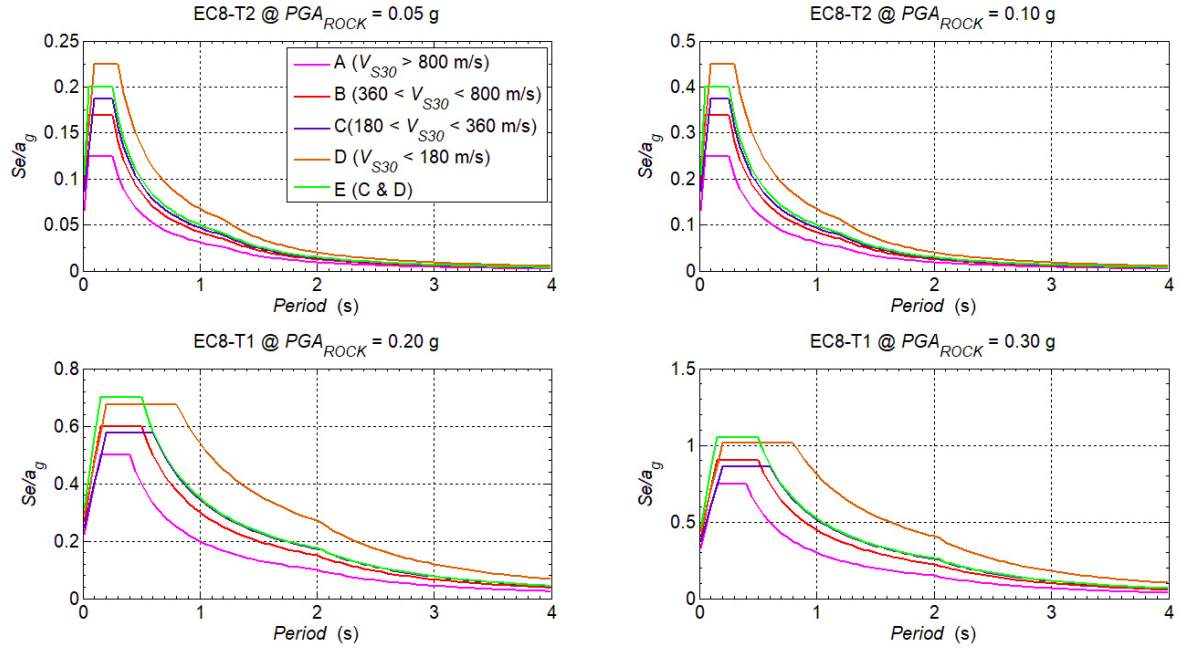 EC8-T2 @ PGA_ROCK = 0.05 g
0.25
0.2
0.15
0.1
0.05
0
Se/a_g
0 1 2 3 4
Period (s)
A (V_S30 > 800 m/s)
B (360 < V_S30 < 800 m/s)
C(180 < V_S30 < 360 m/s)
D (V_S30 < 180 m/s)
E (C & D)
EC8-T2 @ PGA_ROCK = 0.10 g
0.5
0.4
0.3
0.2
0.1
0
Se/a_g
0 1 2 3 4
Period (s)
EC8-T1 @ PGA_ROCK = 0.20 g
0.8
0.6
0.4
0.2
0
Se/a_g
0 1 2 3 4
Period (s)
EC8-T1 @ PGA_ROCK = 0.30 g
1.5
1
0.5
0
Se/a_g
0 1 2 3 4
Period (s)